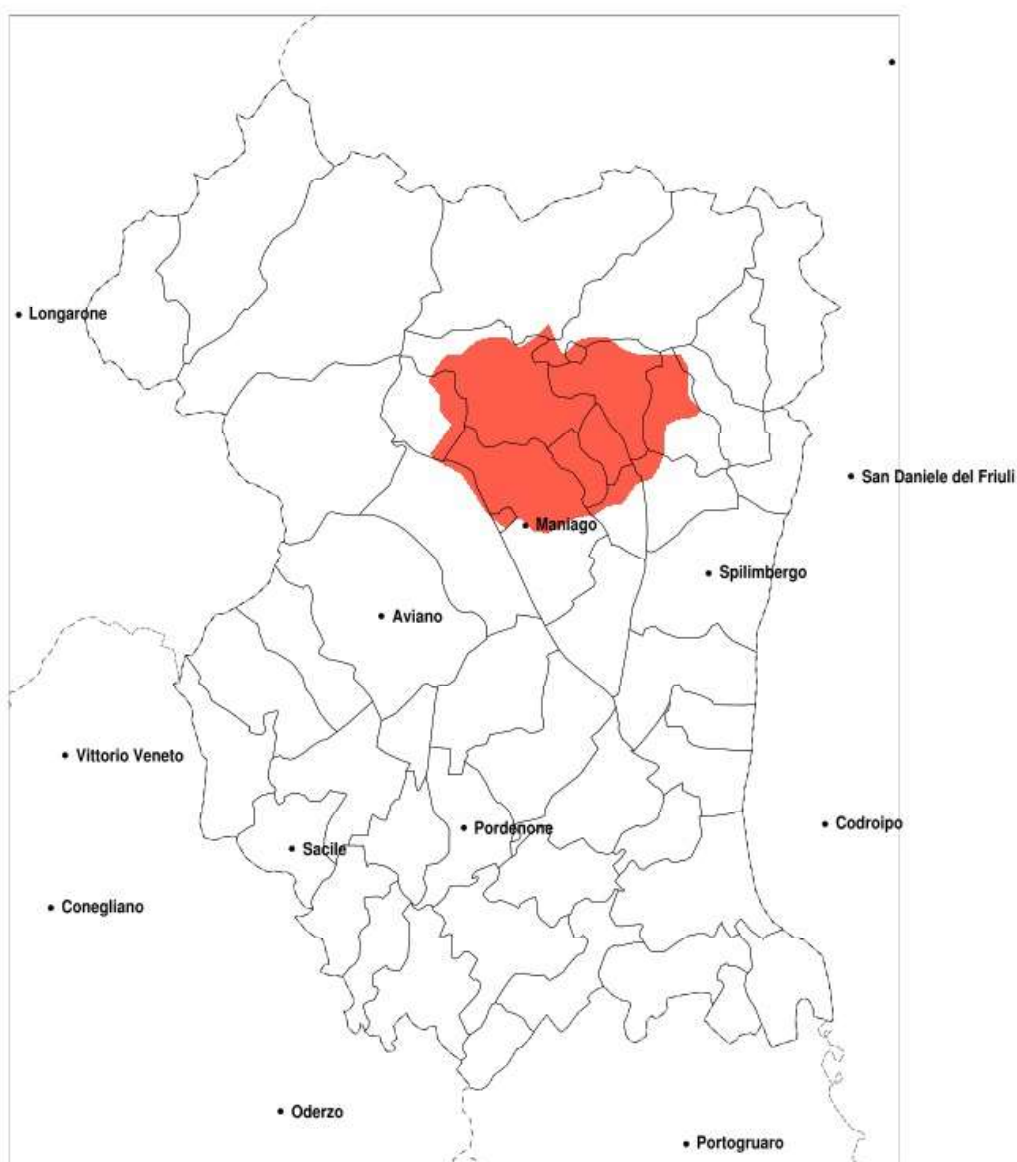 Longarone
San Daniele del Friuli
Maniago
Spilimbergo
Aviano
Vittorio Veneto
Pordenone
Codroipo
Sacile
Conegliano
Oderzo
Portogruaro